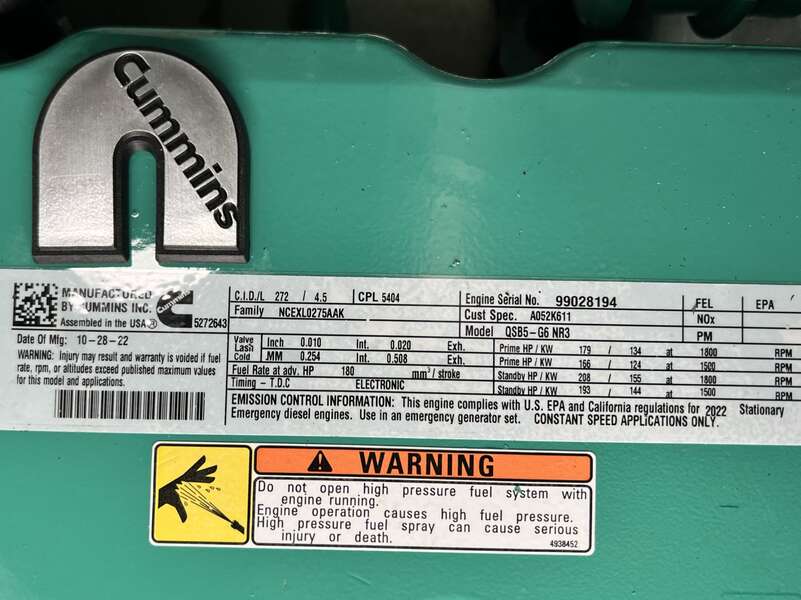 Cummins
MANUFACTURED
BY CUMMINS INC.
Assembled in the USA ®
Cummins
5272643
Date Of Mfg: 10-28-22
WARNING: Injury may result and warranty is voided if fuel
rate, rpm, or altitudes exceed published maximum values
for this model and applications.
C.I.D./L 272 / 4.5 CPL 5404
Family NCEXL0275AAK
Valve Lash Cold Inch 0.010 Int. 0.020 Exh.
.MM 0.254 Int. 0.508 Exh.
Fuel Rate at adv. HP 180 mm³/ stroke
Timing - T.D.C ELECTRONIC
Engine Serial No. 99028194
Cust Spec. A052K611
Model QSB5-G6 NR3
Prime HP / KW 179 / 134 at 1800 RPM
Prime HP / KW 166 / 124 at 1500 RPM
Standby HP / KW 208 / 155 at 1800 RPM
Standby HP / KW 193 / 144 at 1500 RPM
FEL EPA
NOx
PM
EMISSION CONTROL INFORMATION: This engine complies with U.S. EPA and California regulations for 2022 Stationary
Emergency diesel engines. Use in an emergency generator set. CONSTANT SPEED APPLICATIONS ONLY.
WARNING
Do not open high pressure fuel system with
engine running.
Engine operation causes high fuel pressure.
High pressure fuel spray can cause serious
injury or death.
4938452